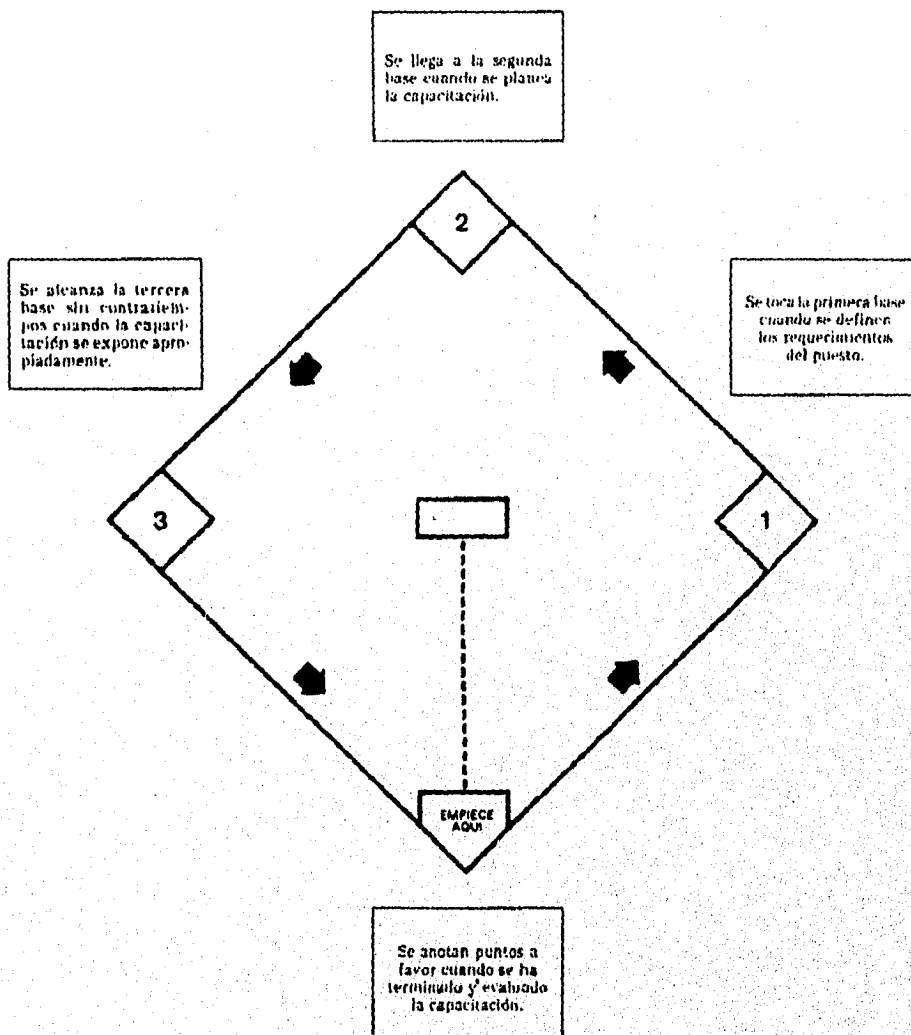 Se llega a la segunda
base cuando se planea
la capacitación.
2
Se alcanza la tercera
base sin contratiem-
pos cuando la capaci-
tación se expone apro-
piadamente.
Se toca la primera base
cuando se definen
los requerimientos
del puesto.
3
1
EMPIECE
AQUI
Se anotan puntos a
favor cuando se ha
terminado y evaluado
la capacitación.